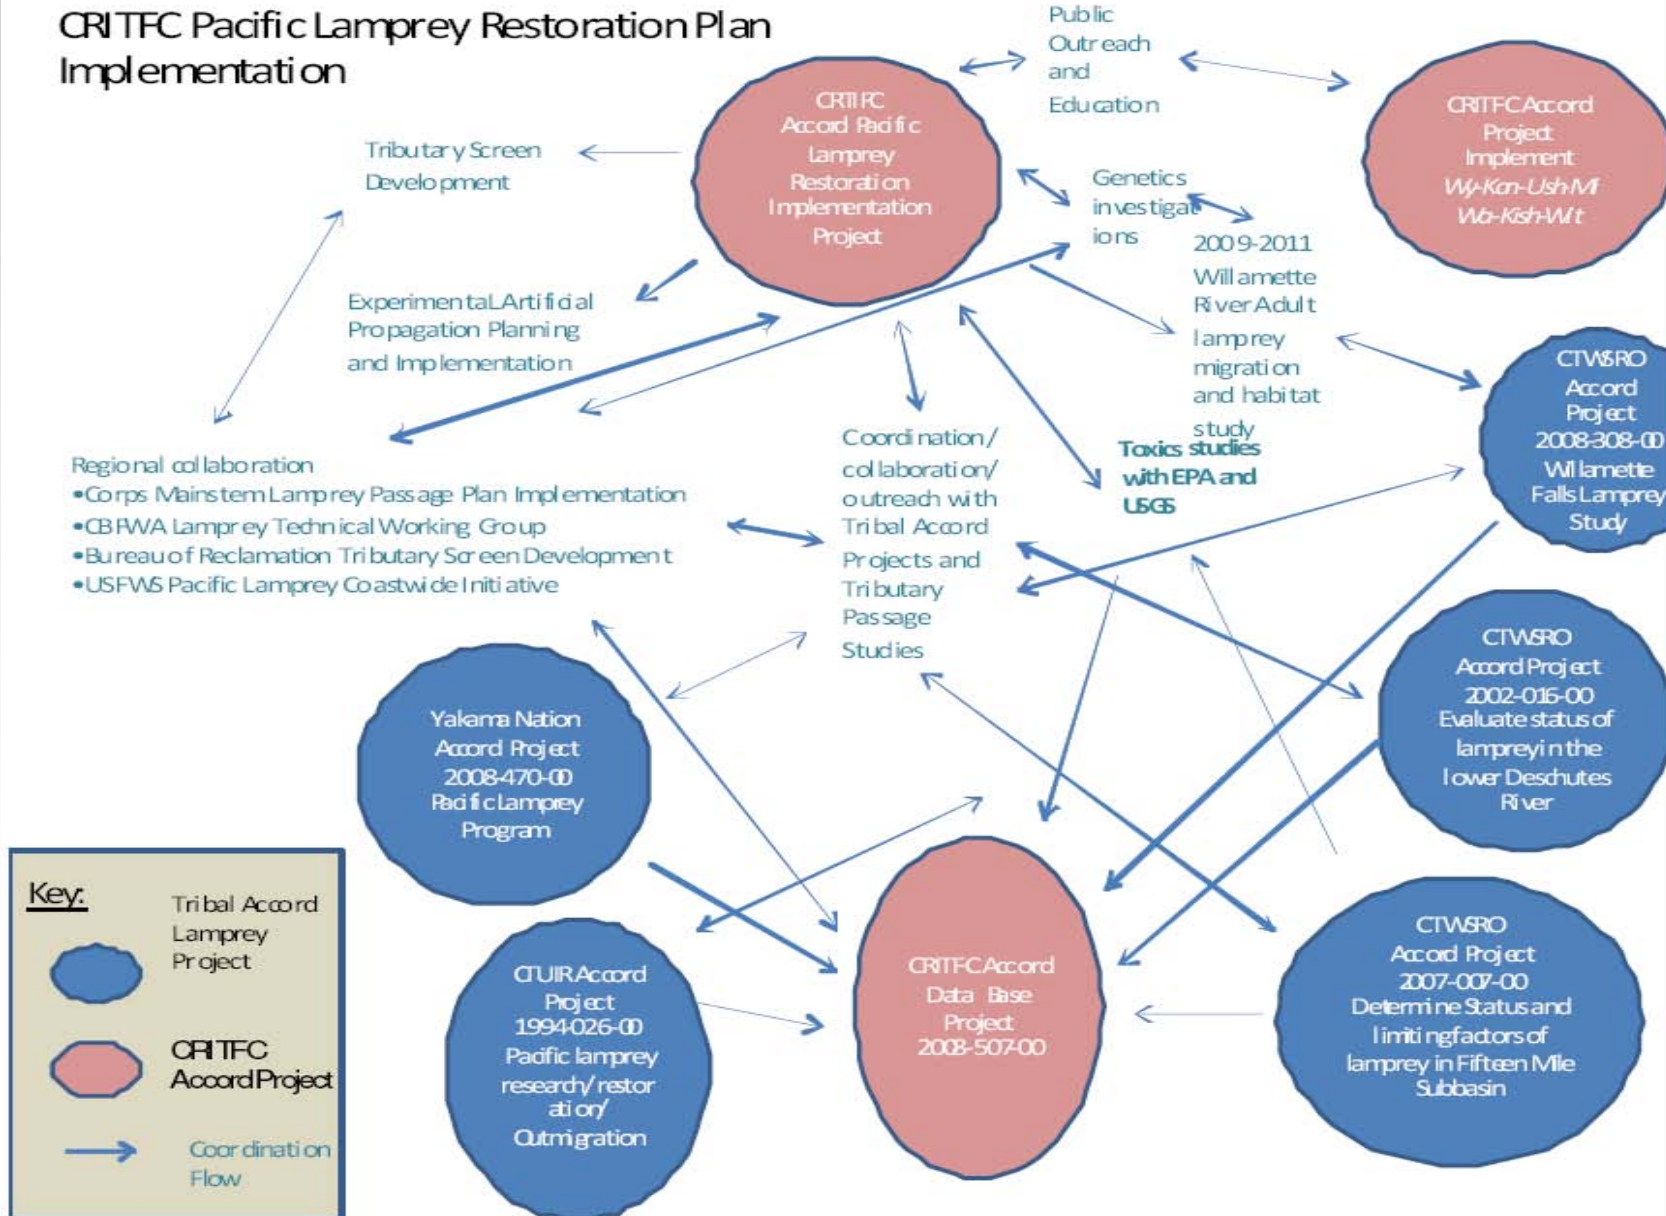 CRITFC Pacific Lamprey Restoration Plan
Implementation
Public
Outreach
and
Education
CRTIFC
Accord Pacific
Lamprey
Restoration
Implementation
Project
CRITFC Accord
Project
Implement
Wy-Kan-Ush-Mi
Wa-Kish-Wit
Tributary Screen
Development
Genetics
investigat
ions
2009-2011
Willamette
River Adult
lamprey
migration
and habitat
study
Experimental Artificial
Propagation Planning
and Implementation
CTWSRO
Accord
Project
2008-308-00
Willamette
Falls Lamprey
Study
Regional collaboration
•Corps Mainstem Lamprey Passage Plan Implementation
•CBFWA Lamprey Technical Working Group
•Bureau of Reclamation Tributary Screen Development
•USFWS Pacific Lamprey Coastwide Initiative
Coordination/
collaboration/
outreach with
Tribal Accord
Projects and
Tributary
Passage
Studies
Toxics studies
with EPA and
USGS
CTWSRO
Accord Project
2002-016-00
Evaluate status of
lamprey in the
lower Deschutes
River
Yakama Nation
Accord Project
2008-470-00
Pacific Lamprey
Program
Key:
Tribal Accord
Lamprey
Project
CRITFC
Accord Project
Coordination
Flow
CTUIR Accord
Project
1994-026-00
Pacific lamprey
research/restor
ation/
Outmigration
CRITFC Accord
Data Base
Project
2008-507-00
CTWSRO
Accord Project
2007-007-00
Determine Status and
limiting factors of
lamprey in Fifteen Mile
Subbasin